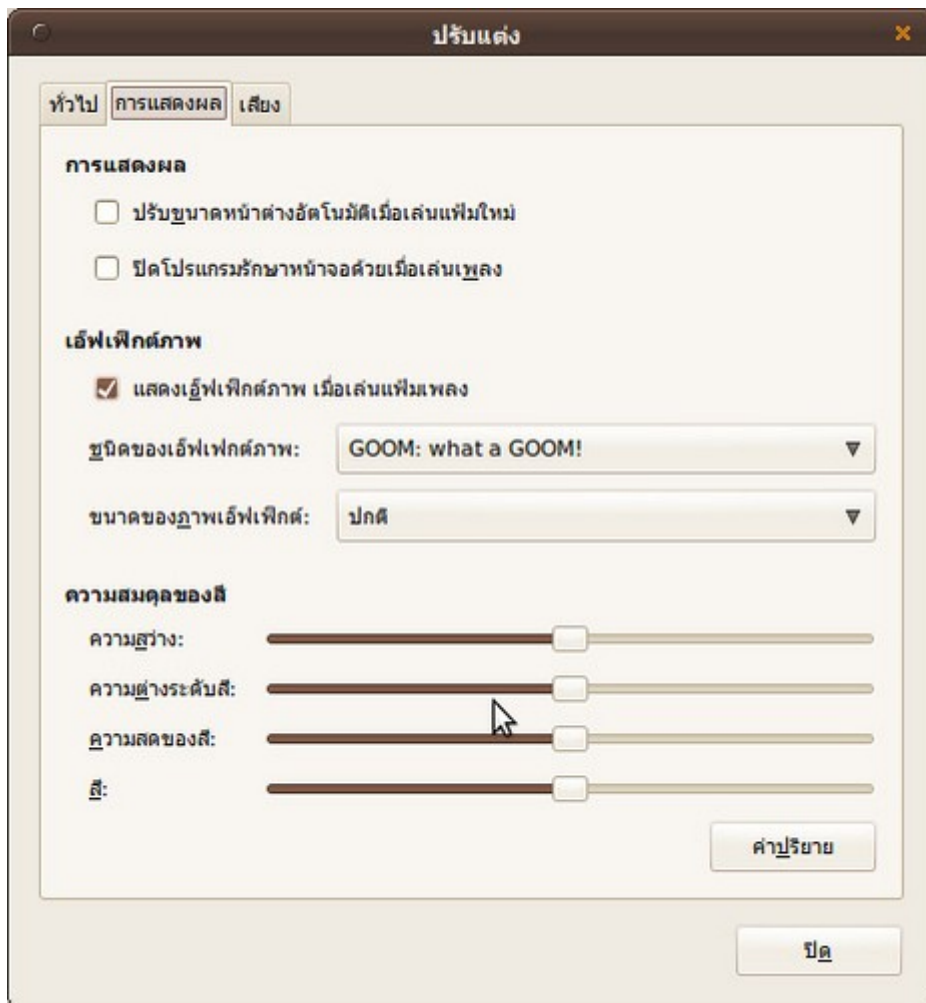 ปรับแต่ง
ทั่วไป การแสดงผล เสียง
การแสดงผล
ปรับขนาดหน้าต่างอัตโนมัติเมื่อเล่นแฟ้มใหม่
ปิดโปรแกรมรักษาหน้าจอด้วยเมื่อเล่นเพลง
เอ็ฟเฟ็กต์ภาพ
แสดงเอ็ฟเฟ็กต์ภาพ เมื่อเล่นแฟ้มเพลง
ชนิดของเอ็ฟเฟกต์ภาพ: GOOM: what a GOOM!
ขนาดของภาพเอ็ฟเฟ็กต์: ปกติ
ความสมดุลของสี
ความสว่าง:
ความต่างระดับสี:
ความสดของสี:
สี:
ค่าปริยาย
ปิด